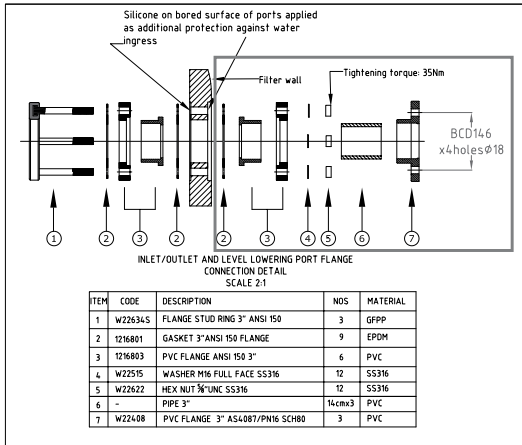 Silicone on bored surface of ports applied
as additional protection against water
ingress
Filter wall
Tightening torque: 35Nm
BCD146
x4holesΦ18
1 2 3 2 2 3 4 5 6 7
INLET/OUTLET AND LEVEL LOWERING PORT FLANGE
CONNECTION DETAIL
SCALE 2:1
ITEM CODE DESCRIPTION NOS MATERIAL
1 W22634S FLANGE STUD RING 3" ANSI 150 3 GFPP
2 1216801 GASKET 3"ANSI 150 FLANGE 9 EPDM
3 1216803 PVC FLANGE ANSI 150 3" 6 PVC
4 W22515 WASHER M16 FULL FACE SS316 12 SS316
5 W22622 HEX NUT ⅝"UNC SS316 12 SS316
6 - PIPE 3" 14cmx3 PVC
7 W22408 PVC FLANGE 3" AS4087/PN16 SCH80 3 PVC